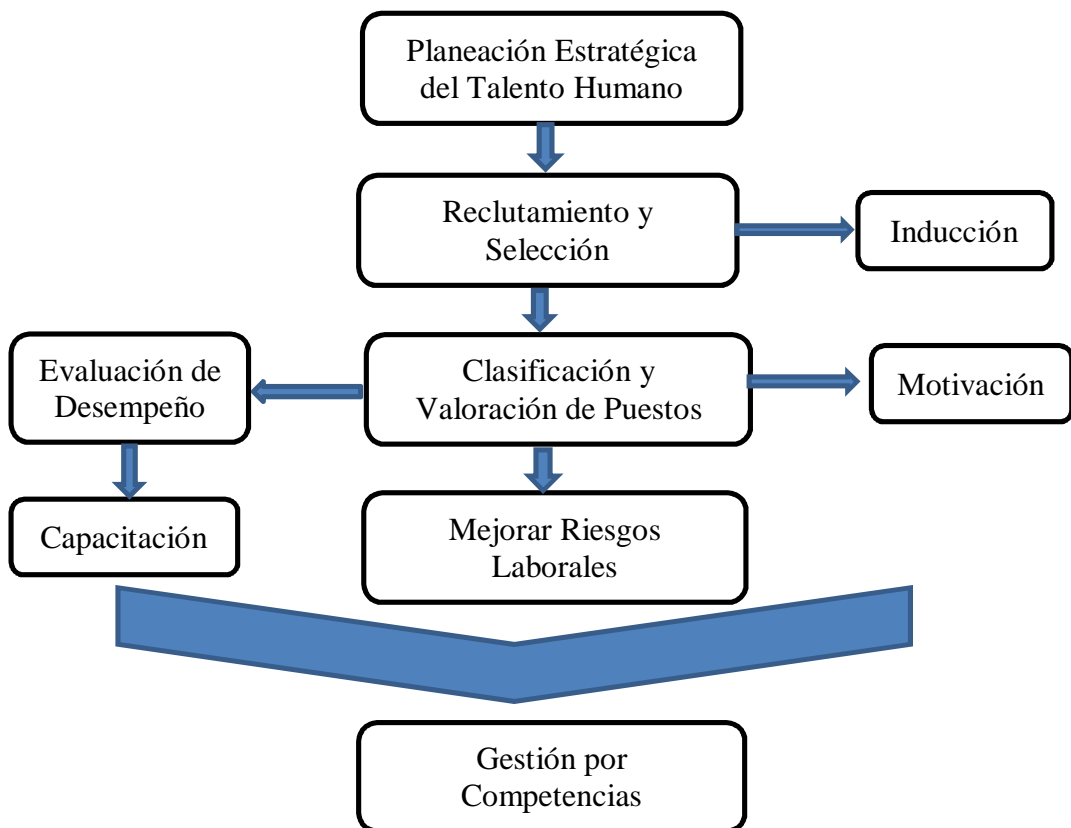 Planeación Estratégica
del Talento Humano
Reclutamiento y
Selección
Inducción
Evaluación de
Desempeño
Clasificación y
Valoración de Puestos
Motivación
Capacitación
Mejorar Riesgos
Laborales
Gestión por
Competencias